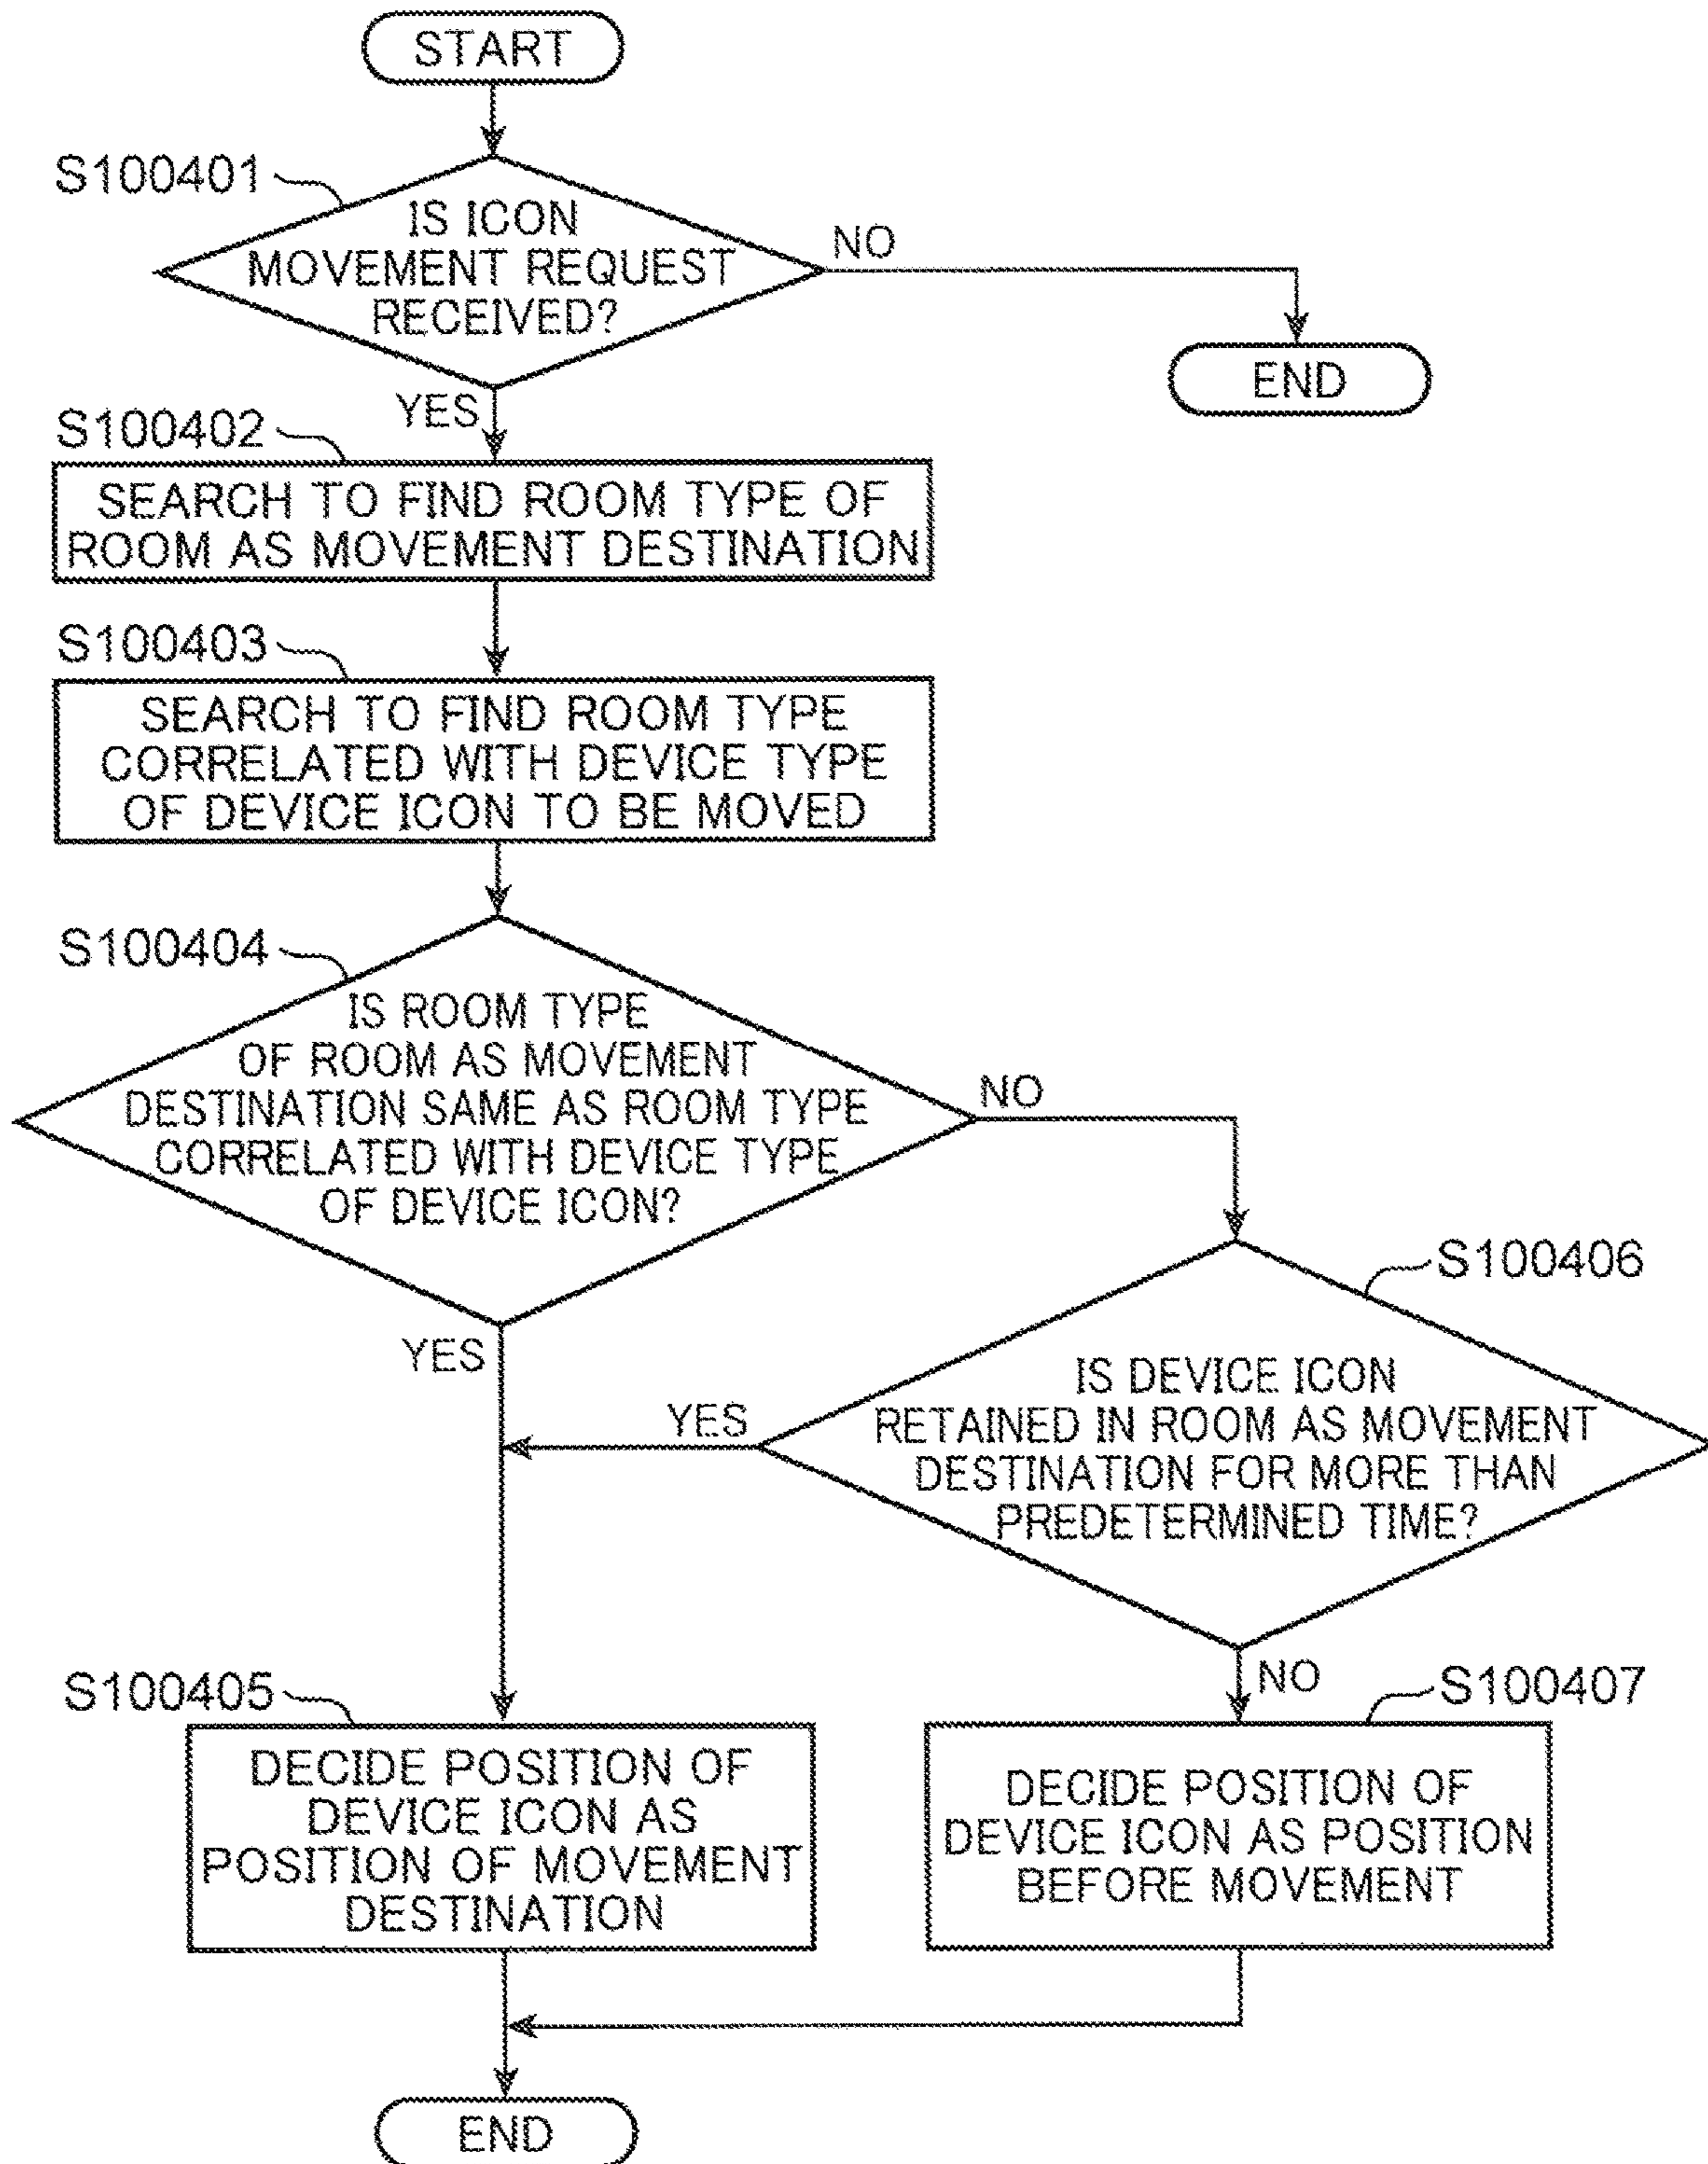 START
S100401
IS ICON
MOVEMENT REQUEST
RECEIVED?
NO
END
YES
S100402
SEARCH TO FIND ROOM TYPE OF
ROOM AS MOVEMENT DESTINATION
S100403
SEARCH TO FIND ROOM TYPE
CORRELATED WITH DEVICE TYPE
OF DEVICE ICON TO BE MOVED
S100404
IS ROOM TYPE
OF ROOM AS MOVEMENT
DESTINATION SAME AS ROOM TYPE
CORRELATED WITH DEVICE TYPE
OF DEVICE ICON?
NO
YES
S100406
IS DEVICE ICON
RETAINED IN ROOM AS MOVEMENT
DESTINATION FOR MORE THAN
PREDETERMINED TIME?
YES
NO
S100405
DECIDE POSITION OF
DEVICE ICON AS
POSITION OF MOVEMENT
DESTINATION
S100407
DECIDE POSITION OF
DEVICE ICON AS POSITION
BEFORE MOVEMENT
END